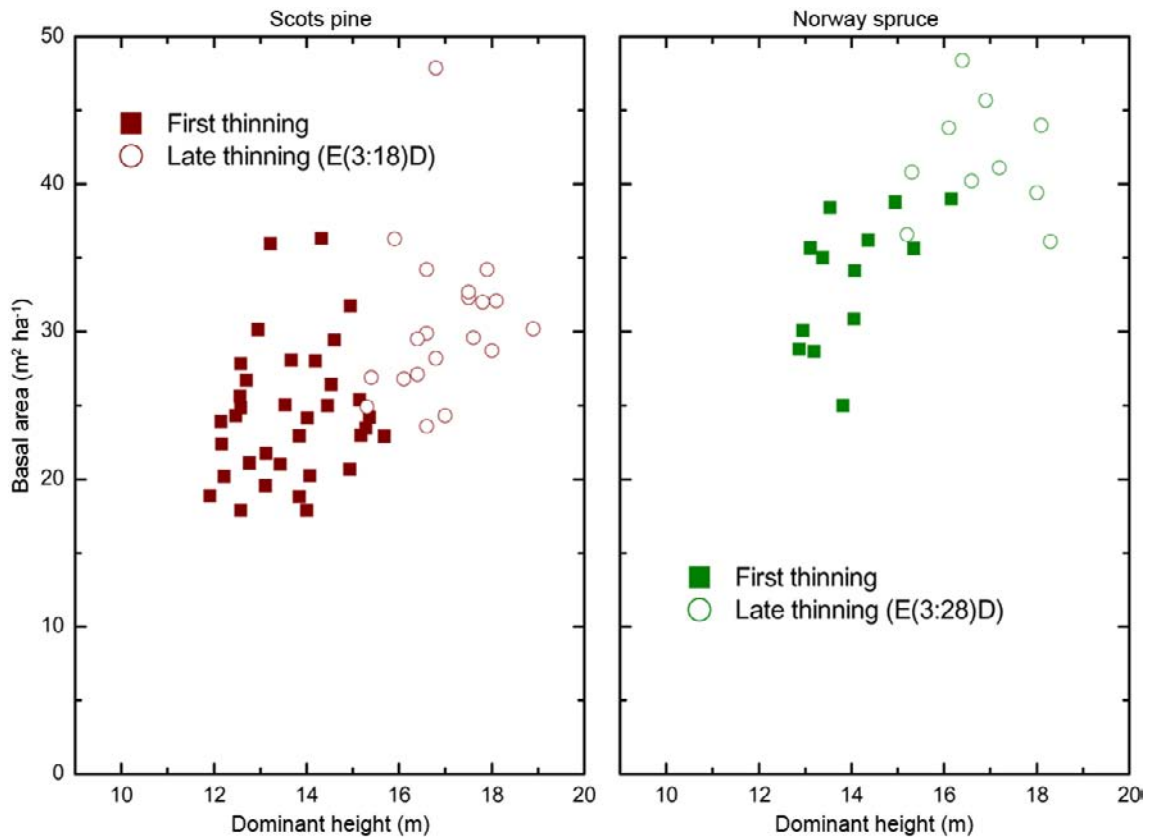 Scots pine
Norway spruce
50
40
30
20
10
0
Basal area (m² ha⁻¹)
First thinning
Late thinning (E(3:18)D)
First thinning
Late thinning (E(3:28)D)
10 12 14 16 18 20
10 12 14 16 18 20
Dominant height (m)
Dominant height (m)